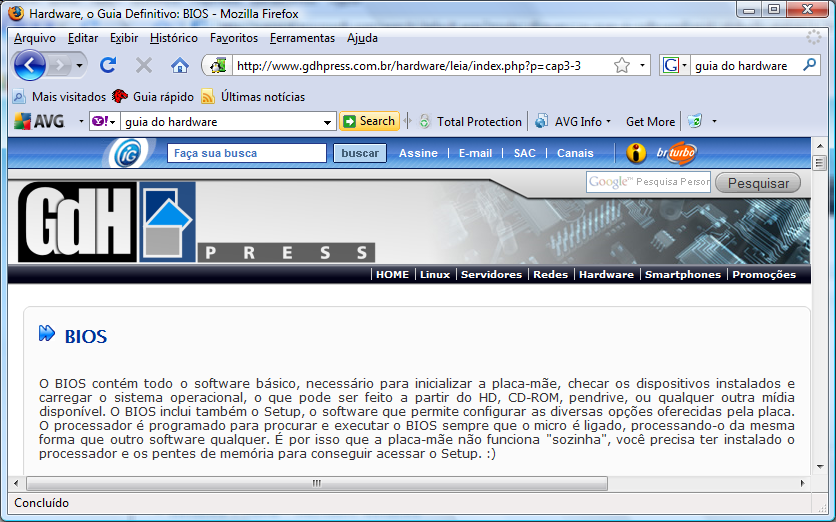 Hardware, o Guia Definitivo: BIOS - Mozilla Firefox
Arquivo Editar Exibir Histórico Favoritos Ferramentas Ajuda
http://www.gdhpress.com.br/hardware/leia/index.php?p=cap3-3 G guia do hardware
Mais visitados Guia rápido Últimas notícias
AVG Y! guia do hardware Search Total Protection AVG Info Get More
iG Faça sua busca buscar Assine E-mail SAC Canais i brturbo
Google™ Pesquisa Person Pesquisar
GdH
PRESS
HOME Linux Servidores Redes Hardware Smartphones Promoções
BIOS
O BIOS contém todo o software básico, necessário para inicializar a placa-mãe, checar os dispositivos instalados e
carregar o sistema operacional, o que pode ser feito a partir do HD, CD-ROM, pendrive, ou qualquer outra mídia
disponível. O BIOS inclui também o Setup, o software que permite configurar as diversas opções oferecidas pela placa.
O processador é programado para procurar e executar o BIOS sempre que o micro é ligado, processando-o da mesma
forma que outro software qualquer. É por isso que a placa-mãe não funciona "sozinha", você precisa ter instalado o
processador e os pentes de memória para conseguir acessar o Setup. :)
Concluído